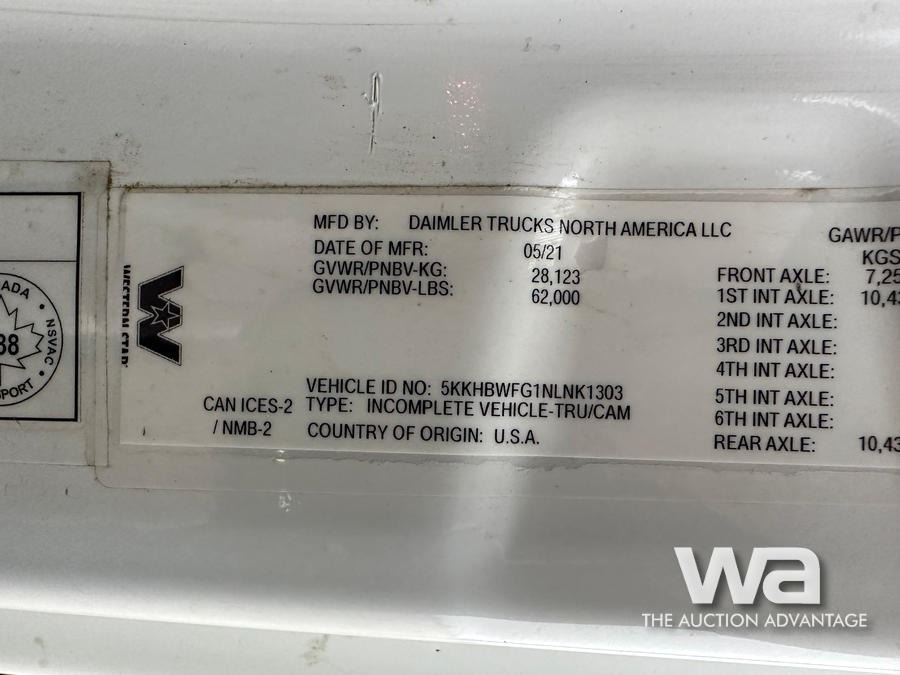 MFD BY: DAIMLER TRUCKS NORTH AMERICA LLC
DATE OF MFR: 05/21
GVWR/PNBV-KG: 28,123
GVWR/PNBV-LBS: 62,000
GAWR/P
KGS
FRONT AXLE: 7,25
1ST INT AXLE: 10,43
2ND INT AXLE:
3RD INT AXLE:
4TH INT AXLE:
5TH INT AXLE:
6TH INT AXLE:
REAR AXLE: 10,43
WESTERN STAR
VEHICLE ID NO: 5KKHBWFG1NLNK1303
CAN ICES-2 TYPE: INCOMPLETE VEHICLE-TRU/CAM
/ NMB-2 COUNTRY OF ORIGIN: U.S.A.
ADA
NSVAC
38
PORT
wa
THE AUCTION ADVANTAGE